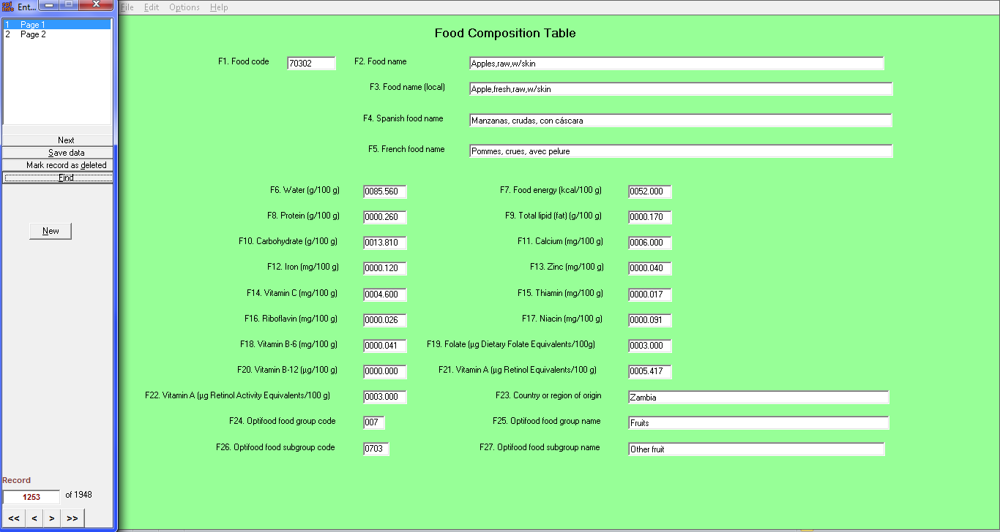 epi info Ent...
File Edit Options Help
1 Page 1
2 Page 2
Next
Save data
Mark record as deleted
Find
New
Record
1253 of 1948
<< < > >>
Food Composition Table
F1. Food code 70302 F2. Food name Apples,raw,w/skin
F3. Food name (local) Apple,fresh,raw,w/skin
F4. Spanish food name Manzanas, crudas, con cáscara
F5. French food name Pommes, crues, avec pelure
F6. Water (g/100 g) 0085.560 F7. Food energy (kcal/100 g) 0052.000
F8. Protein (g/100 g) 0000.260 F9. Total lipid (fat) (g/100 g) 0000.170
F10. Carbohydrate (g/100 g) 0013.810 F11. Calcium (mg/100 g) 0006.000
F12. Iron (mg/100 g) 0000.120 F13. Zinc (mg/100 g) 0000.040
F14. Vitamin C (mg/100 g) 0004.600 F15. Thiamin (mg/100 g) 0000.017
F16. Riboflavin (mg/100 g) 0000.026 F17. Niacin (mg/100 g) 0000.091
F18. Vitamin B-6 (mg/100 g) 0000.041 F19. Folate (µg Dietary Folate Equivalents/100g) 0003.000
F20. Vitamin B-12 (µg/100 g) 0000.000 F21. Vitamin A (µg Retinol Equivalents/100 g) 0005.417
F22. Vitamin A (µg Retinol Activity Equivalents/100 g) 0003.000 F23. Country or region of origin Zambia
F24. Optifood food group code 007 F25. Optifood food group name Fruits
F26. Optifood food subgroup code 0703 F27. Optifood food subgroup name Other fruit